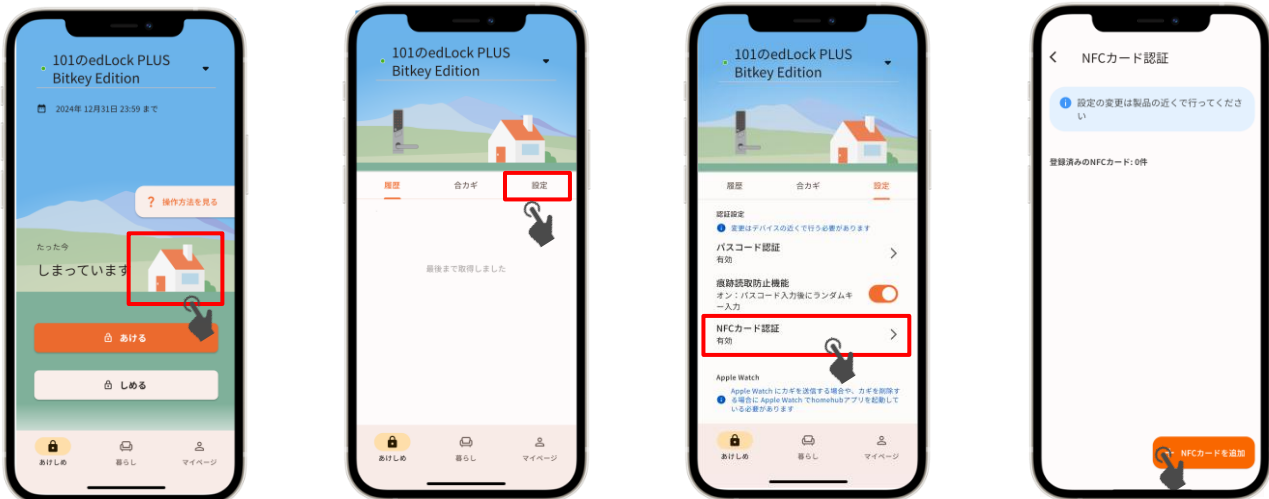 101のedLock PLUS
Bitkey Edition
2024年 12月31日 23:59 まで
? 操作方法を見る
たった今
しまっています
あける
しめる
あけしめ
暮らし
マイページ
101のedLock PLUS
Bitkey Edition
履歴
合カギ
設定
最後まで取得しました
あけしめ
暮らし
マイページ
101のedLock PLUS
Bitkey Edition
履歴
合カギ
設定
認証設定
変更はデバイスの近くで行う必要があります
パスコード認証
有効
痕跡読取防止機能
オン：パスコード入力後にランダムキ
ー入力
NFCカード認証
有効
Apple Watch
Apple Watch にカギを送信する場合や、カギを削除す
る場合に Apple Watch でhomehubアプリを起動して
いる必要があります
あけしめ
暮らし
マイページ
NFCカード認証
設定の変更は製品の近くで行ってくださ
い
登録済みのNFCカード: 0件
NFCカードを追加